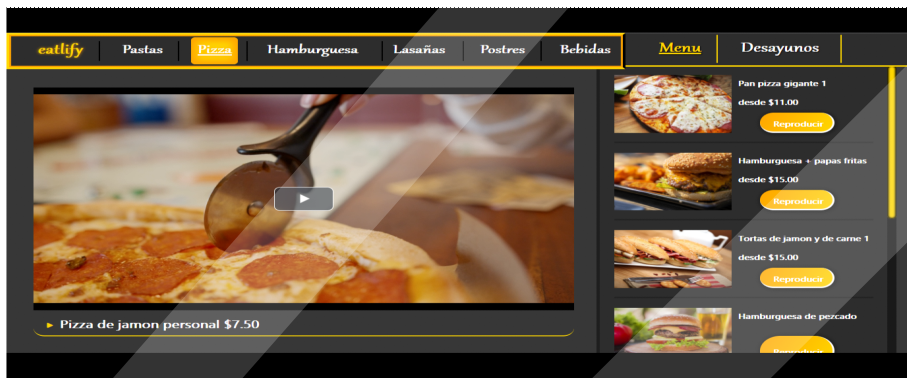 eatlify Pastas Pizza Hamburguesa Lasañas Postres Bebidas Menu Desayunos
► Pizza de jamon personal $7.50
Pan pizza gigante 1
desde $11.00
Reproducir
Hamburguesa + papas fritas
desde $15.00
Reproducir
Tortas de jamon y de carne 1
desde $15.00
Reproducir
Hamburguesa de pezcado
Reproducir